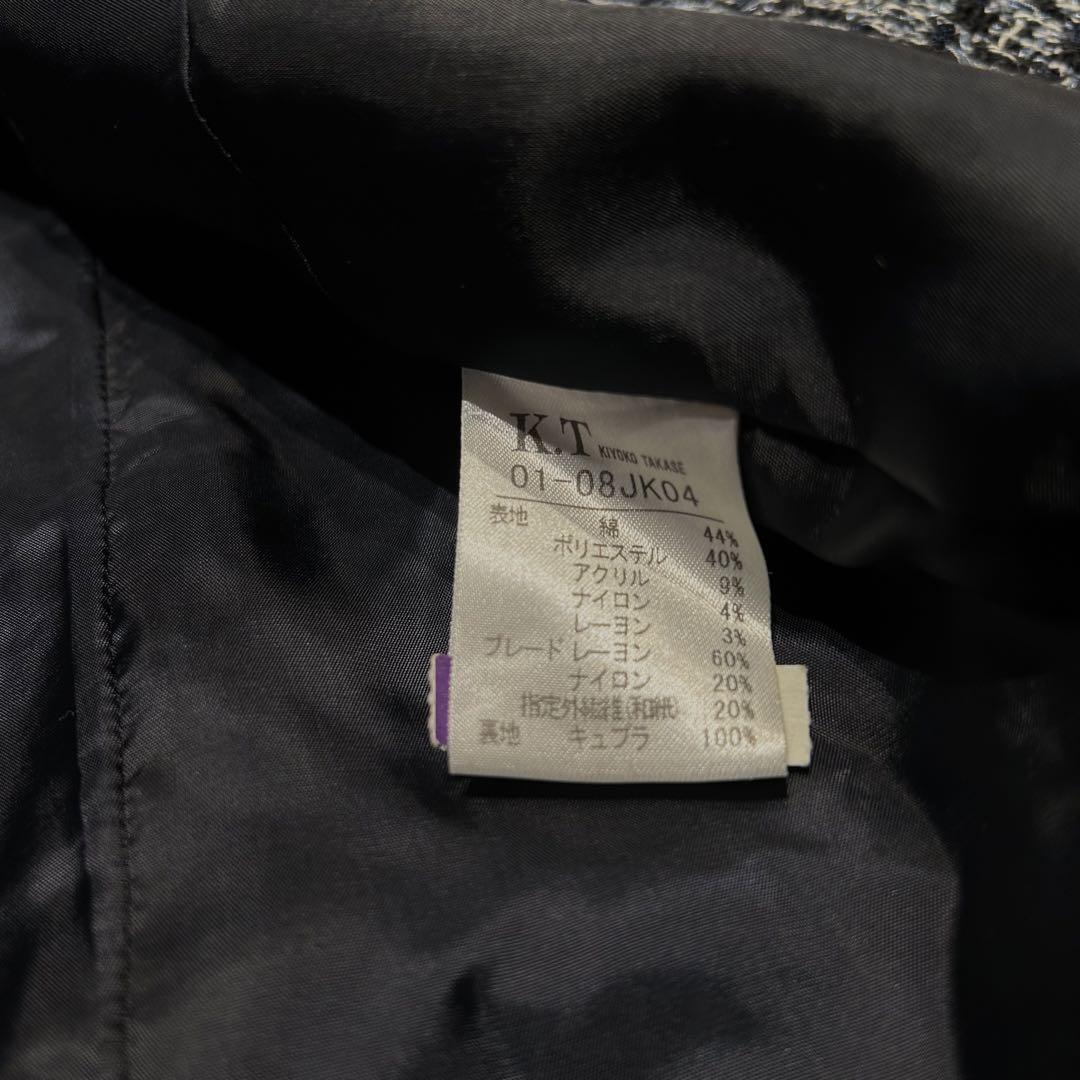 K.T KIYOKO TAKASE
01-08JK04
表地 綿 44%
ポリエステル 40%
アクリル 9%
ナイロン 4%
レーヨン 3%
ブレード レーヨン 60%
ナイロン 20%
指定外繊維(和紙) 20%
裏地 キュプラ 100%